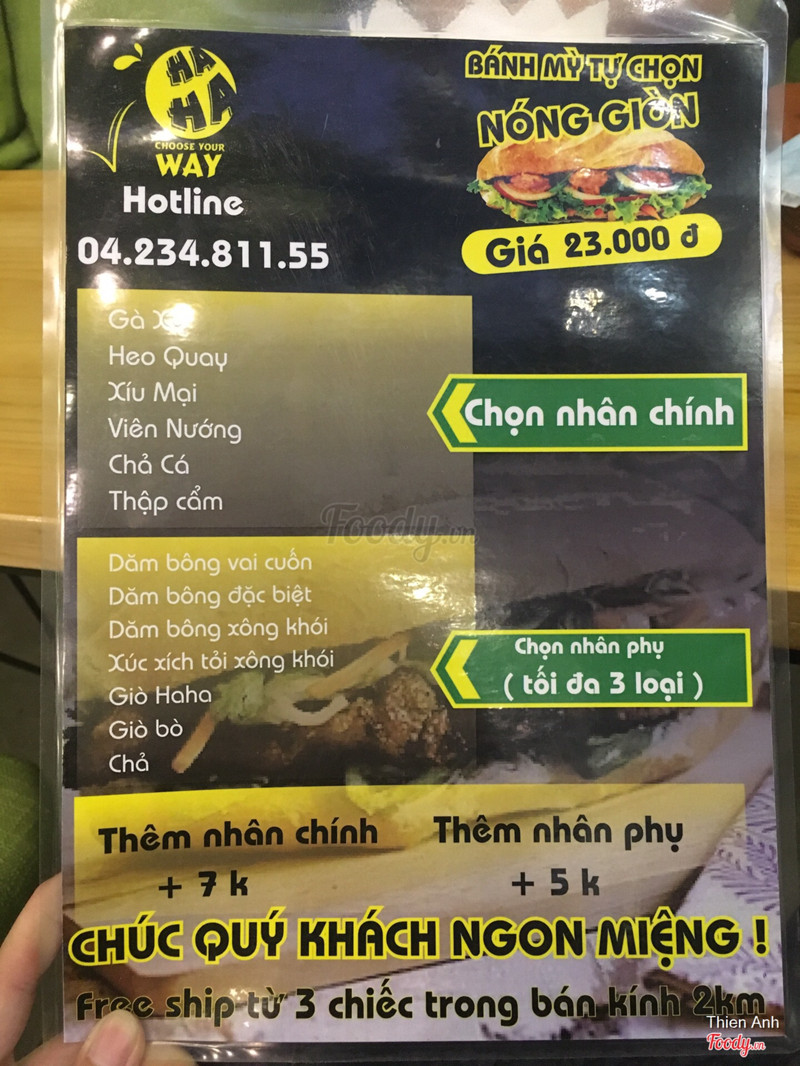 HA
HA
CHOOSE YOUR
WAY
Hotline
04.234.811.55
BÁNH MỲ TỰ CHỌN
NÓNG GIÒN
Giá 23.000 đ
Gà
Heo Quay
Xíu Mại
Viên Nướng
Chả Cá
Thập cẩm
Chọn nhân chính
Foody.vn
Dăm bông vai cuốn
Dăm bông đặc biệt
Dăm bông xông khói
Xúc xích tỏi xông khói
Giò Haha
Giò bò
Chả
Chọn nhân phụ
( tối đa 3 loại )
Thêm nhân chính
+ 7 k
Thêm nhân phụ
+ 5 k
CHÚC QUÝ KHÁCH NGON MIỆNG !
Free ship từ 3 chiếc trong bán kính 2km
Thien Anh
Foody.vn